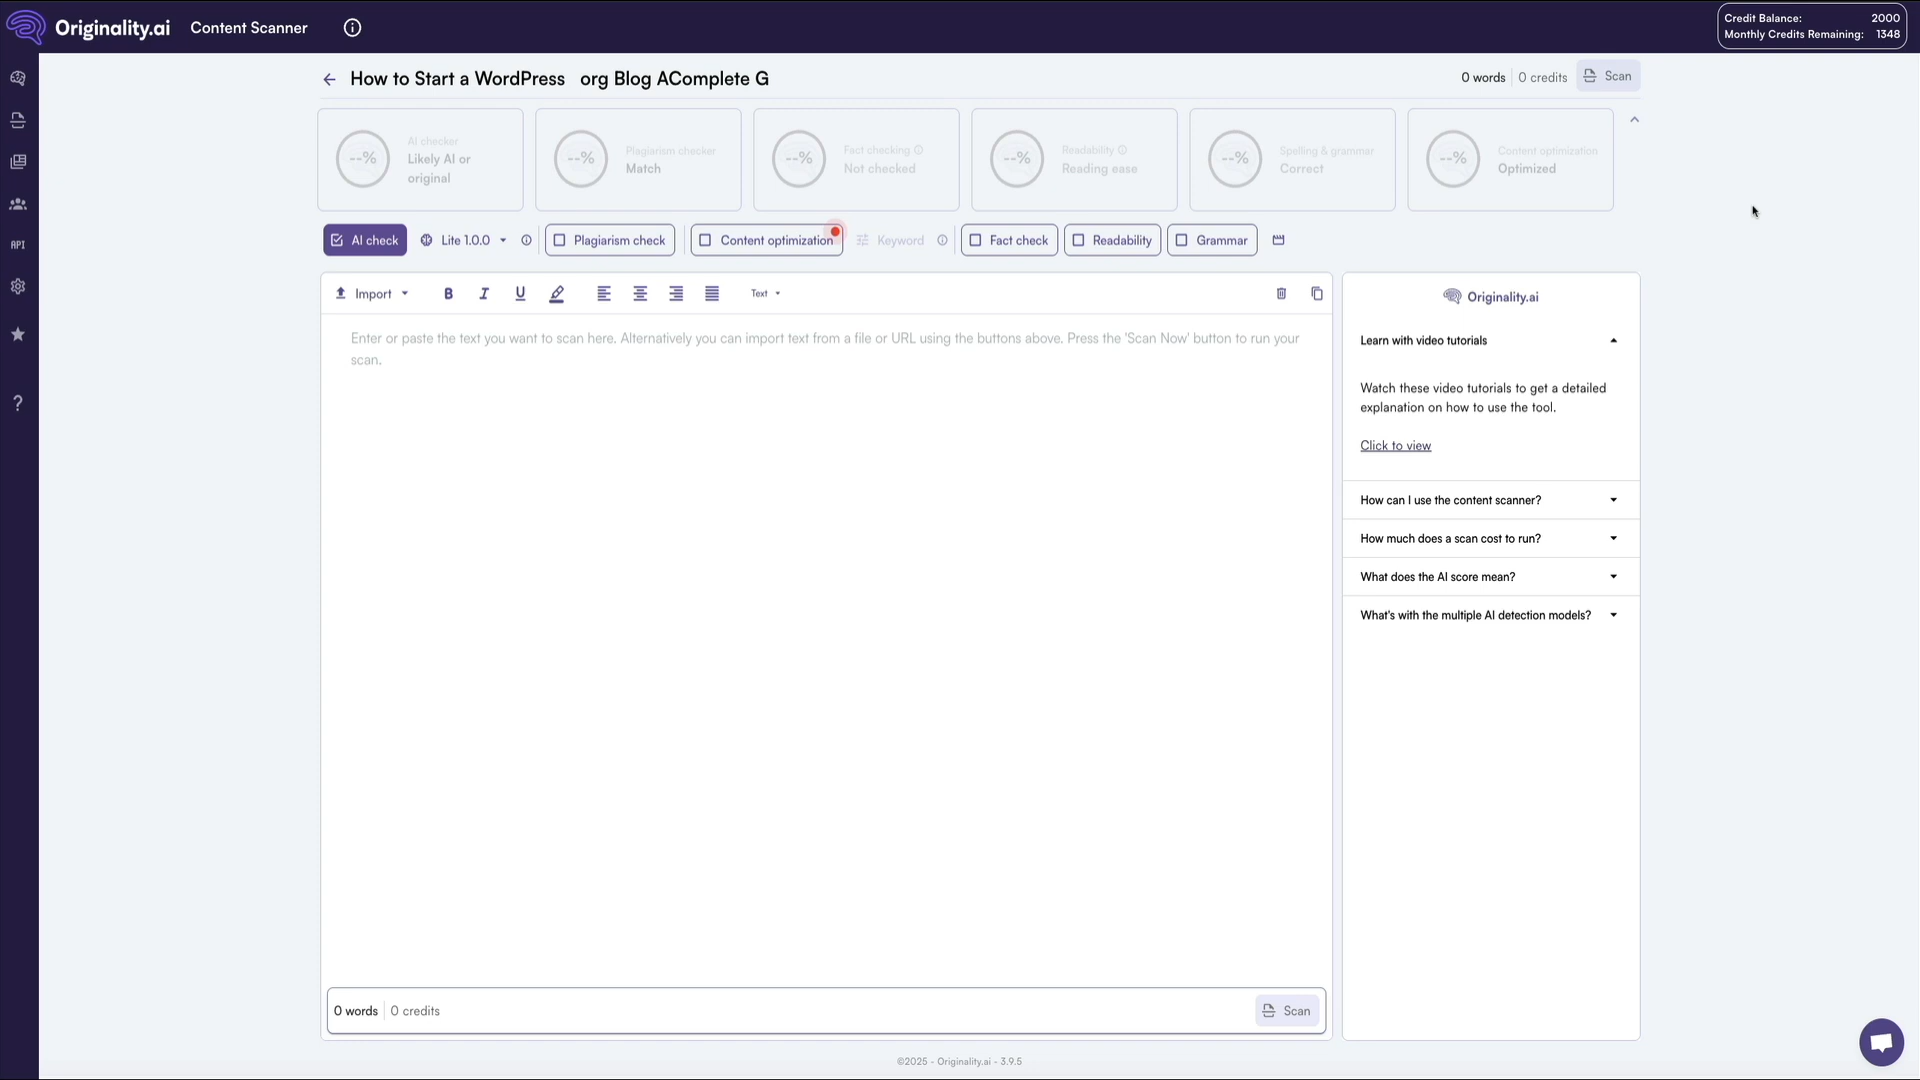 Originality.ai Content Scanner
Credit Balance: 2000
Monthly Credits Remaining: 1348
API
How to Start a WordPress org Blog AComplete G
0 words 0 credits Scan
--% AI checker
Likely AI or
original
--% Plagiarism checker
Match
--% Fact checking
Not checked
--% Readability
Reading ease
--% Spelling & grammar
Correct
--% Content optimization
Optimized
AI check Lite 1.0.0 Plagiarism check Content optimization Keyword Fact check Readability Grammar
Import B I U Text
Enter or paste the text you want to scan here. Alternatively you can import text from a file or URL using the buttons above. Press the 'Scan Now' button to run your
scan.
Originality.ai
Learn with video tutorials
Watch these video tutorials to get a detailed
explanation on how to use the tool.
Click to view
How can I use the content scanner?
How much does a scan cost to run?
What does the AI score mean?
What's with the multiple AI detection models?
0 words 0 credits Scan
©2025 - Originality.ai - 3.9.5